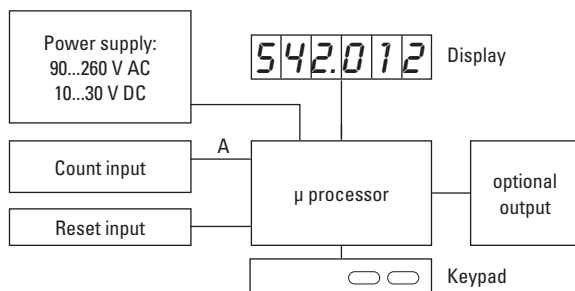 Power supply:
90...260 V AC
10...30 V DC
542.012
Display
A
Count input
µ processor
optional
output
Reset input
Keypad